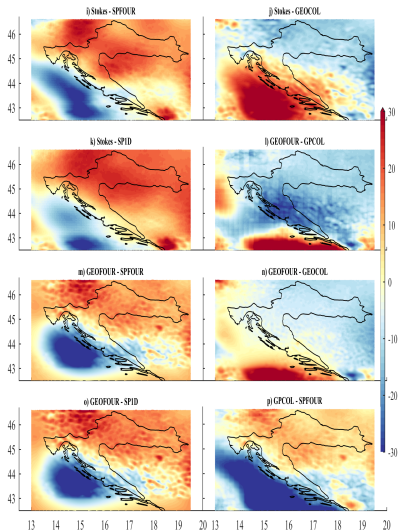 i) Stokes - SPFOUR
j) Stokes - GEOCOL
46
45
44
43
k) Stokes - SP1D
l) GEOFOUR - GPCOL
46
45
44
43
m) GEOFOUR - SPFOUR
n) GEOFOUR - GEOCOL
46
45
44
43
o) GEOFOUR - SP1D
p) GPCOL - SPFOUR
46
45
44
43
13 14 15 16 17 18 19 20 13 14 15 16 17 18 19 20
30
20
10
0
-10
-20
-30